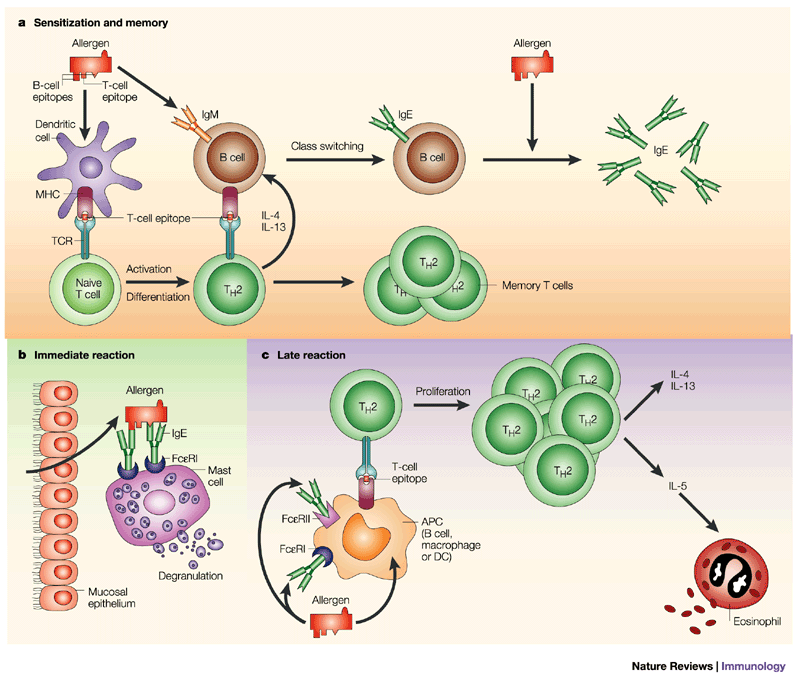 a Sensitization and memory
Allergen
B-cell
epitopes
T-cell
epitope
Dendritic
cell
MHC
TCR
Naive
T cell
Activation
Differentiation
IgM
B cell
T-cell epitope
IL-4
IL-13
TH2
Class switching
IgE
B cell
Allergen
IgE
TH2
TH2
H2
Memory T cells
b Immediate reaction
Allergen
IgE
FcεRI
Mast
cell
Degranulation
Mucosal
epithelium
c Late reaction
TH2
Proliferation
T-cell
epitope
FcεRII
FcεRI
APC
(B cell,
macrophage
or DC)
Allergen
TH2
TH2
TH2
TH2
TH2
IL-4
IL-13
IL-5
Eosinophil
Nature Reviews | Immunology